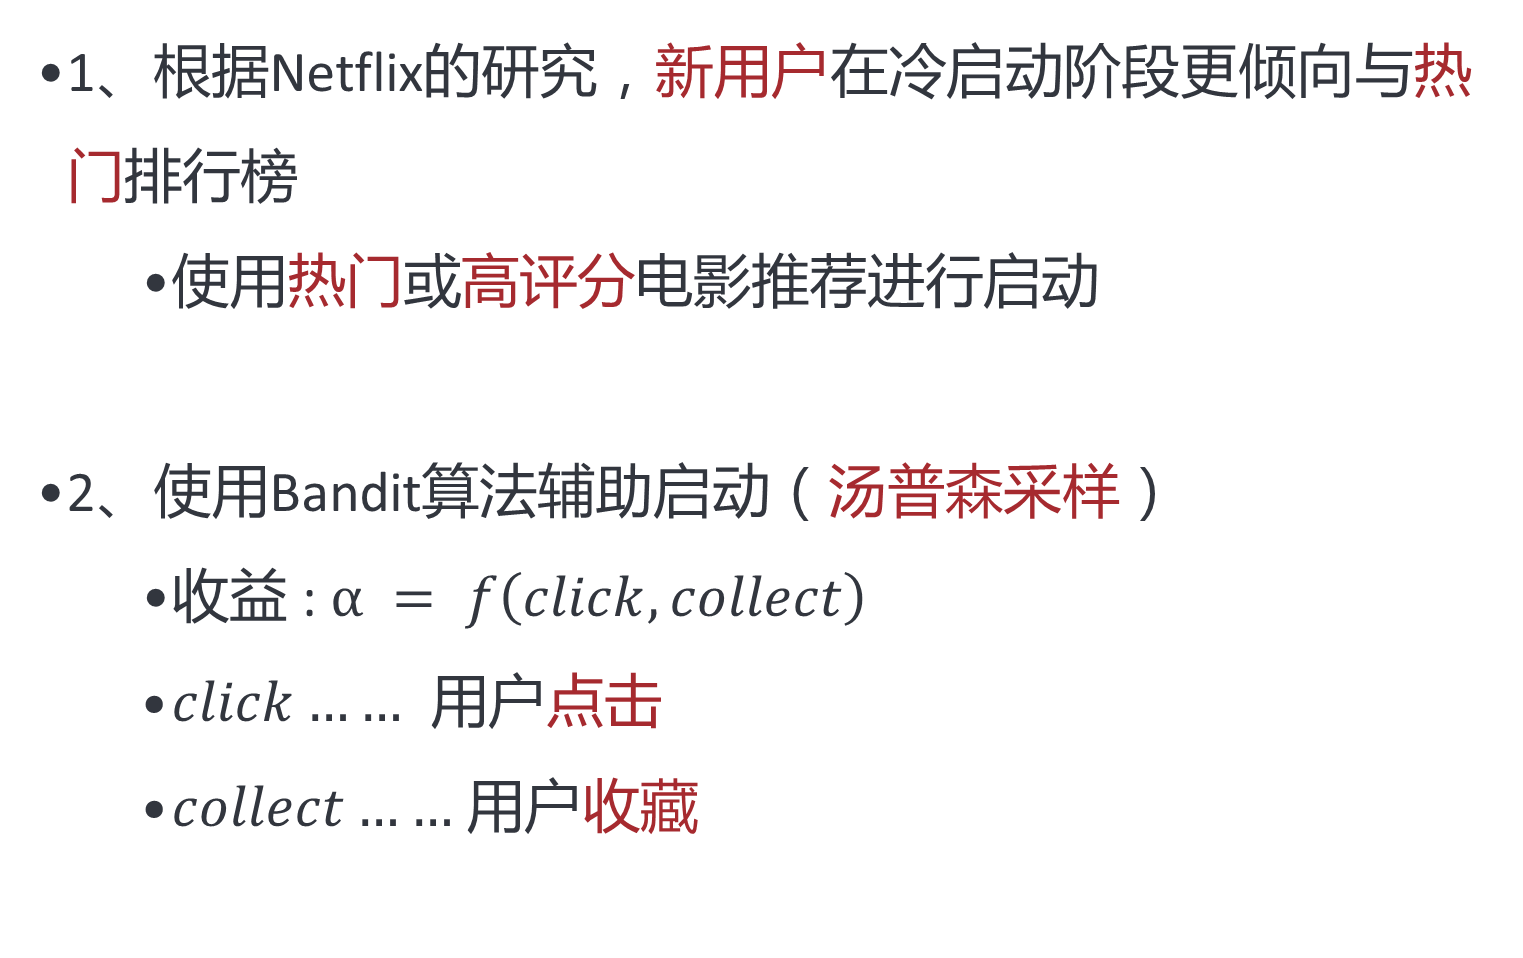 •1、根据Netflix的研究，新用户在冷启动阶段更倾向与热
门排行榜
•使用热门或高评分电影推荐进行启动
•2、使用Bandit算法辅助启动（汤普森采样）
•收益：α = f(click, collect)
•click ... ... 用户点击
•collect ... ... 用户收藏